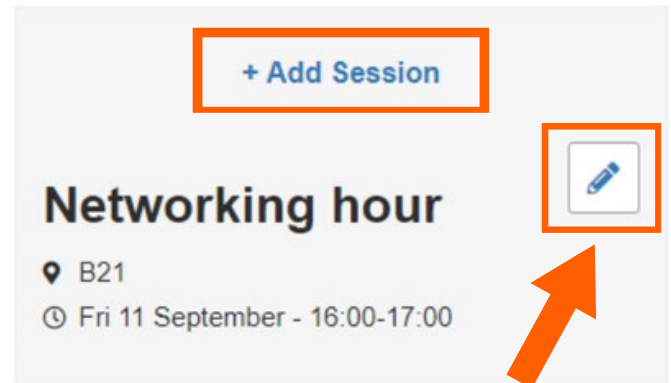 + Add Session
Networking hour
B21
Fri 11 September - 16:00-17:00